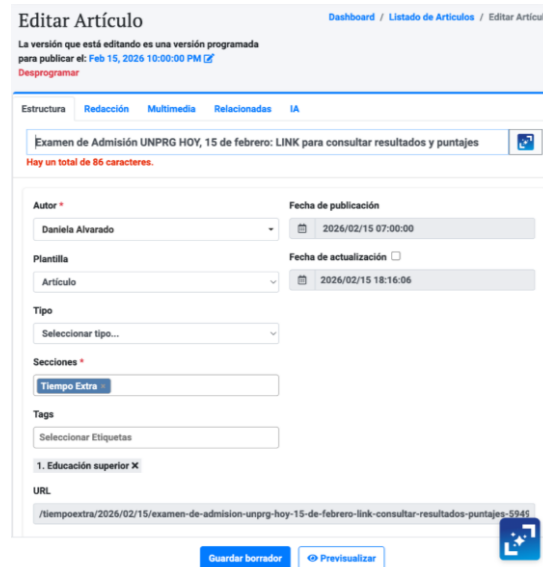 Editar Artículo
Dashboard / Listado de Artículos / Editar Artícul
La versión que está editando es una versión programada
para publicar el: Feb 15, 2026 10:00:00 PM
Desprogramar
Estructura Redacción Multimedia Relacionadas IA
Examen de Admisión UNPRG HOY, 15 de febrero: LINK para consultar resultados y puntajes
Hay un total de 86 caracteres.
Autor * Fecha de publicación
Daniela Alvarado 2026/02/15 07:00:00
Plantilla Fecha de actualización
Artículo 2026/02/15 18:16:06
Tipo
Seleccionar tipo...
Secciones *
Tiempo Extra ×
Tags
Seleccionar Etiquetas
1. Educación superior X
URL
/tiempoextra/2026/02/15/examen-de-admision-unprg-hoy-15-de-febrero-link-consultar-resultados-puntajes-5949
Guardar borrador Previsualizar